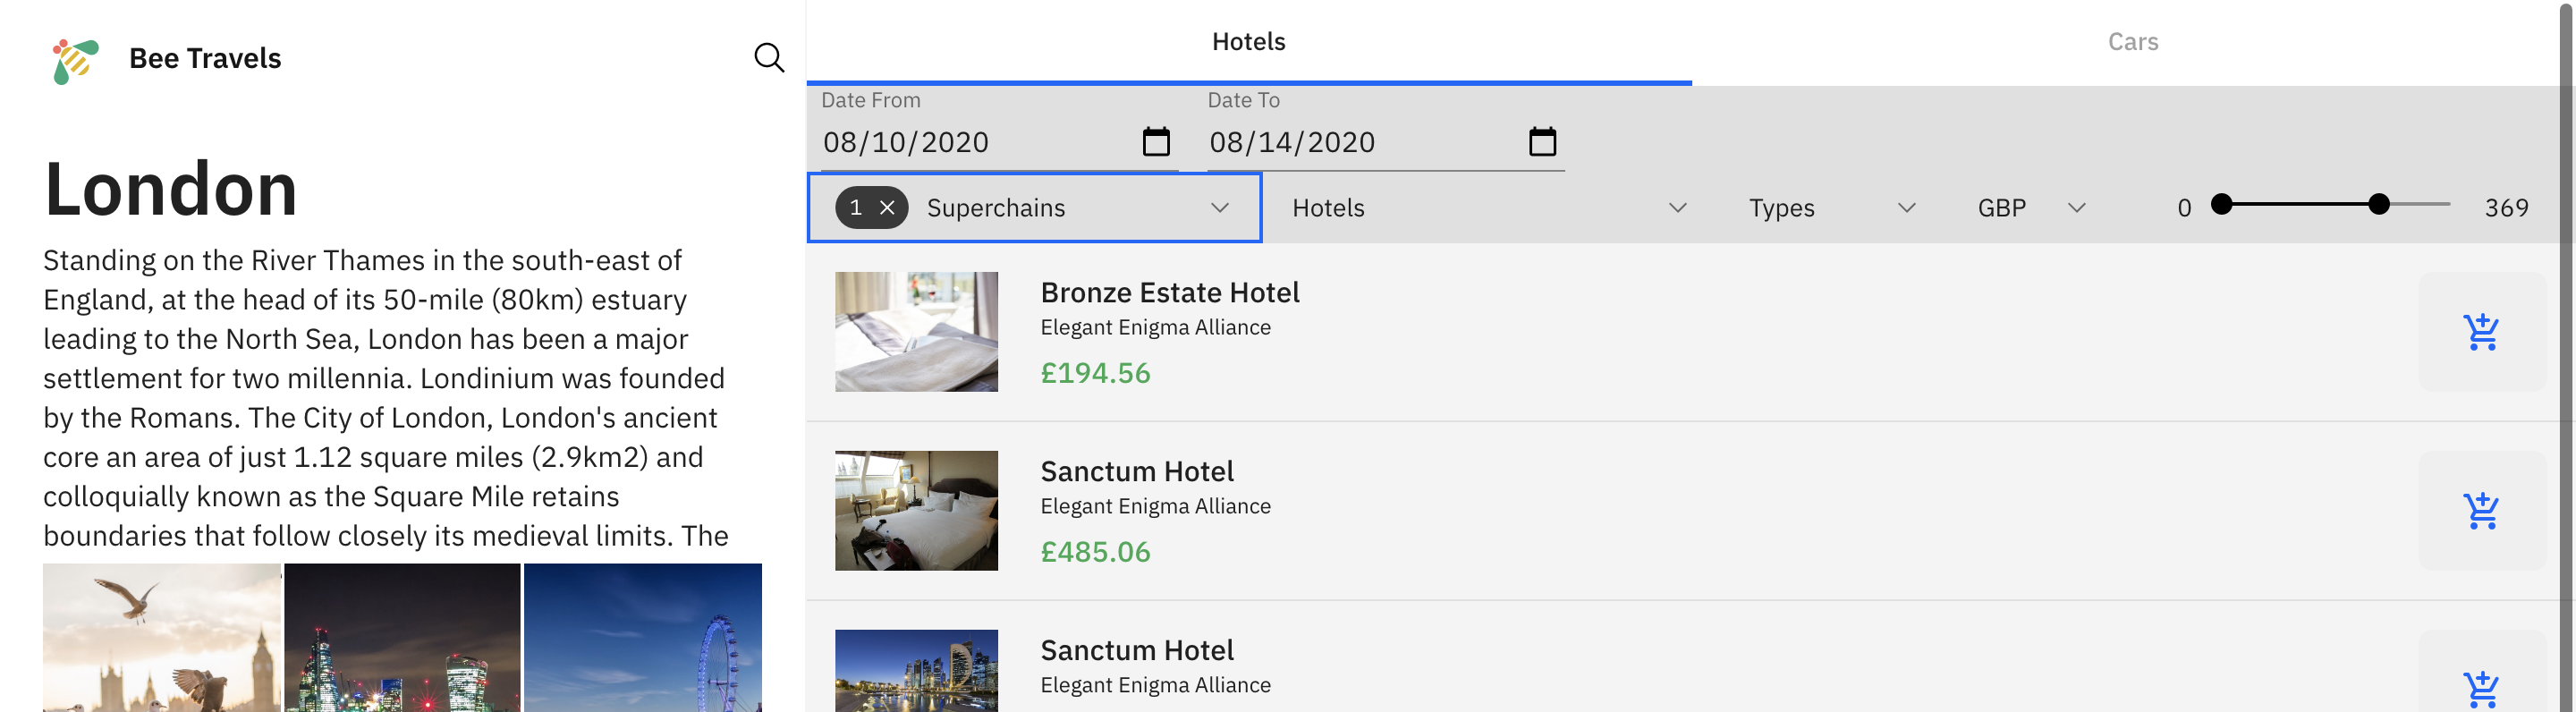 Bee Travels
London
Standing on the River Thames in the south-east of
England, at the head of its 50-mile (80km) estuary
leading to the North Sea, London has been a major
settlement for two millennia. Londinium was founded
by the Romans. The City of London, London's ancient
core an area of just 1.12 square miles (2.9km2) and
colloquially known as the Square Mile retains
boundaries that follow closely its medieval limits. The
Hotels
Cars
Date From
Date To
08/10/2020
08/14/2020
1 Superchains
Hotels
Types
GBP
0
369
Bronze Estate Hotel
Elegant Enigma Alliance
£194.56
Sanctum Hotel
Elegant Enigma Alliance
£485.06
Sanctum Hotel
Elegant Enigma Alliance